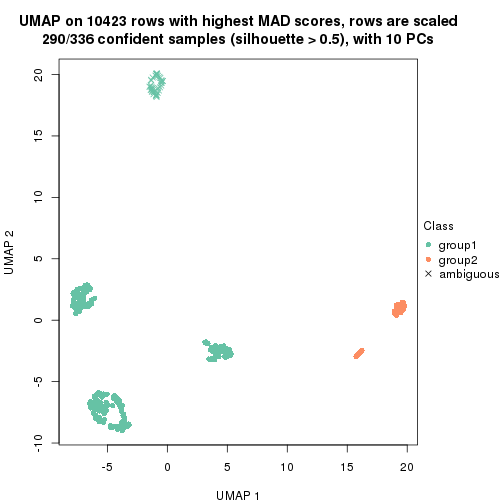 UMAP on 10423 rows with highest MAD scores, rows are scaled
290/336 confident samples (silhouette > 0.5), with 10 PCs
20
15
10
5
0
-5
-10
UMAP 2
-5
0
5
10
15
20
UMAP 1
Class
group1
group2
ambiguous